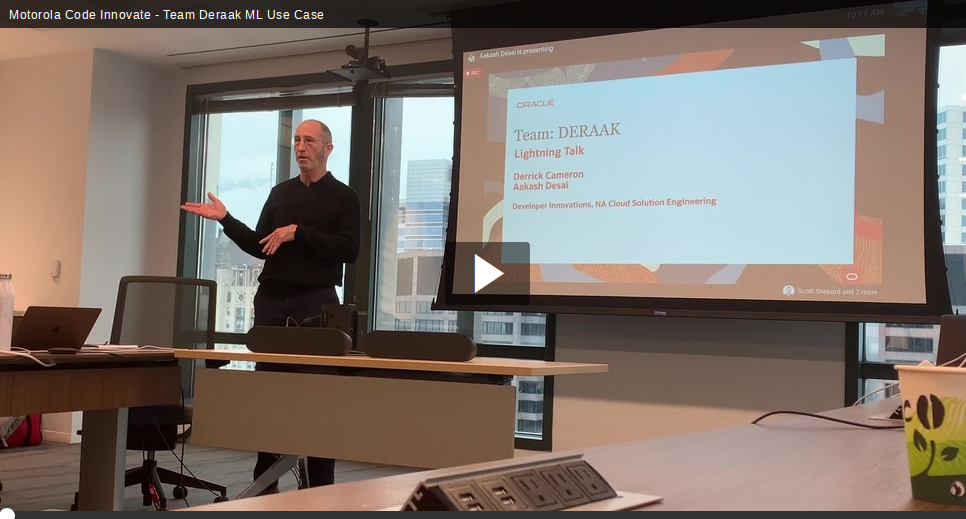 Motorola Code Innovate - Team Deraak ML Use Case
10:17 AM
Aakash Desai is presenting
REC
ORACLE
Team: DERAAK
Lightning Talk
Derrick Cameron
Aakash Desai
Developer Innovations, NA Cloud Solution Engineering
Scott Shepard and 2 more